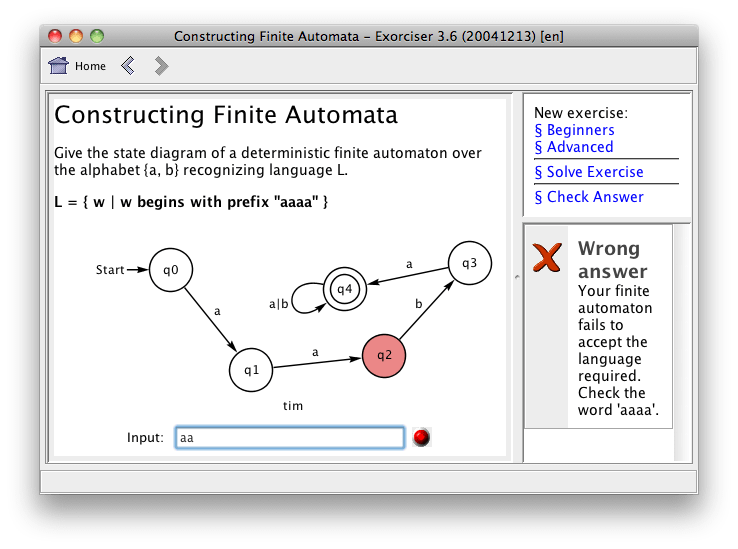 Constructing Finite Automata – Exorciser 3.6 (20041213) [en]
Home
Constructing Finite Automata
Give the state diagram of a deterministic finite automaton over
the alphabet {a, b} recognizing language L.
L = { w | w begins with prefix "aaaa" }
Start
q0
a
q1
a
q2
b
q3
a
q4
a|b
tim
Input:
aa
New exercise:
§ Beginners
§ Advanced
§ Solve Exercise
§ Check Answer
Wrong
answer
Your finite
automaton
fails to
accept the
language
required.
Check the
word 'aaaa'.